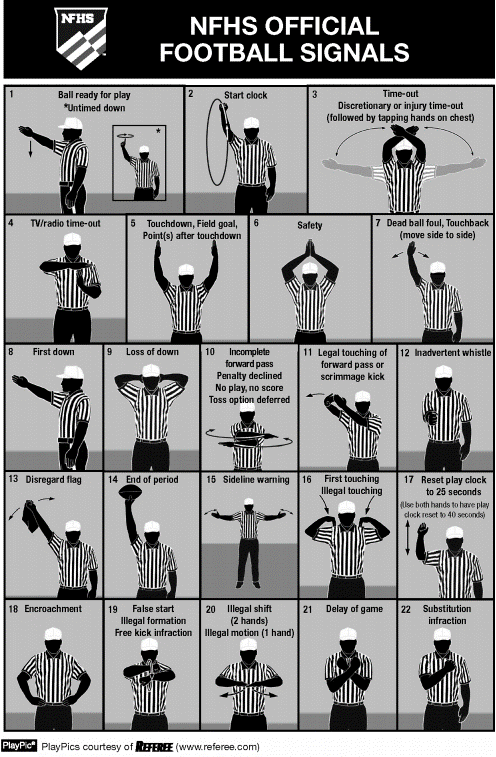 NFHS
NFHS OFFICIAL
FOOTBALL SIGNALS
1
Ball ready for play
*Untimed down
*
2
Start clock
3
Time-out
Discretionary or injury time-out
(followed by tapping hands on chest)
4
TV/radio time-out
5
Touchdown, Field goal,
Point(s) after touchdown
6
Safety
7
Dead ball foul, Touchback
(move side to side)
8
First down
9
Loss of down
10
Incomplete
forward pass
Penalty declined
No play, no score
Toss option deferred
11
Legal touching of
forward pass or
scrimmage kick
12
Inadvertent whistle
13
Disregard flag
14
End of period
15
Sideline warning
16
First touching
Illegal touching
17
Reset play clock
to 25 seconds
(Use both hands to have play
clock reset to 40 seconds)
18
Encroachment
19
False start
Illegal formation
Free kick infraction
20
Illegal shift
(2 hands)
Illegal motion (1 hand)
21
Delay of game
22
Substitution
infraction
PlayPic® PlayPics courtesy of REFEREE (www.referee.com)